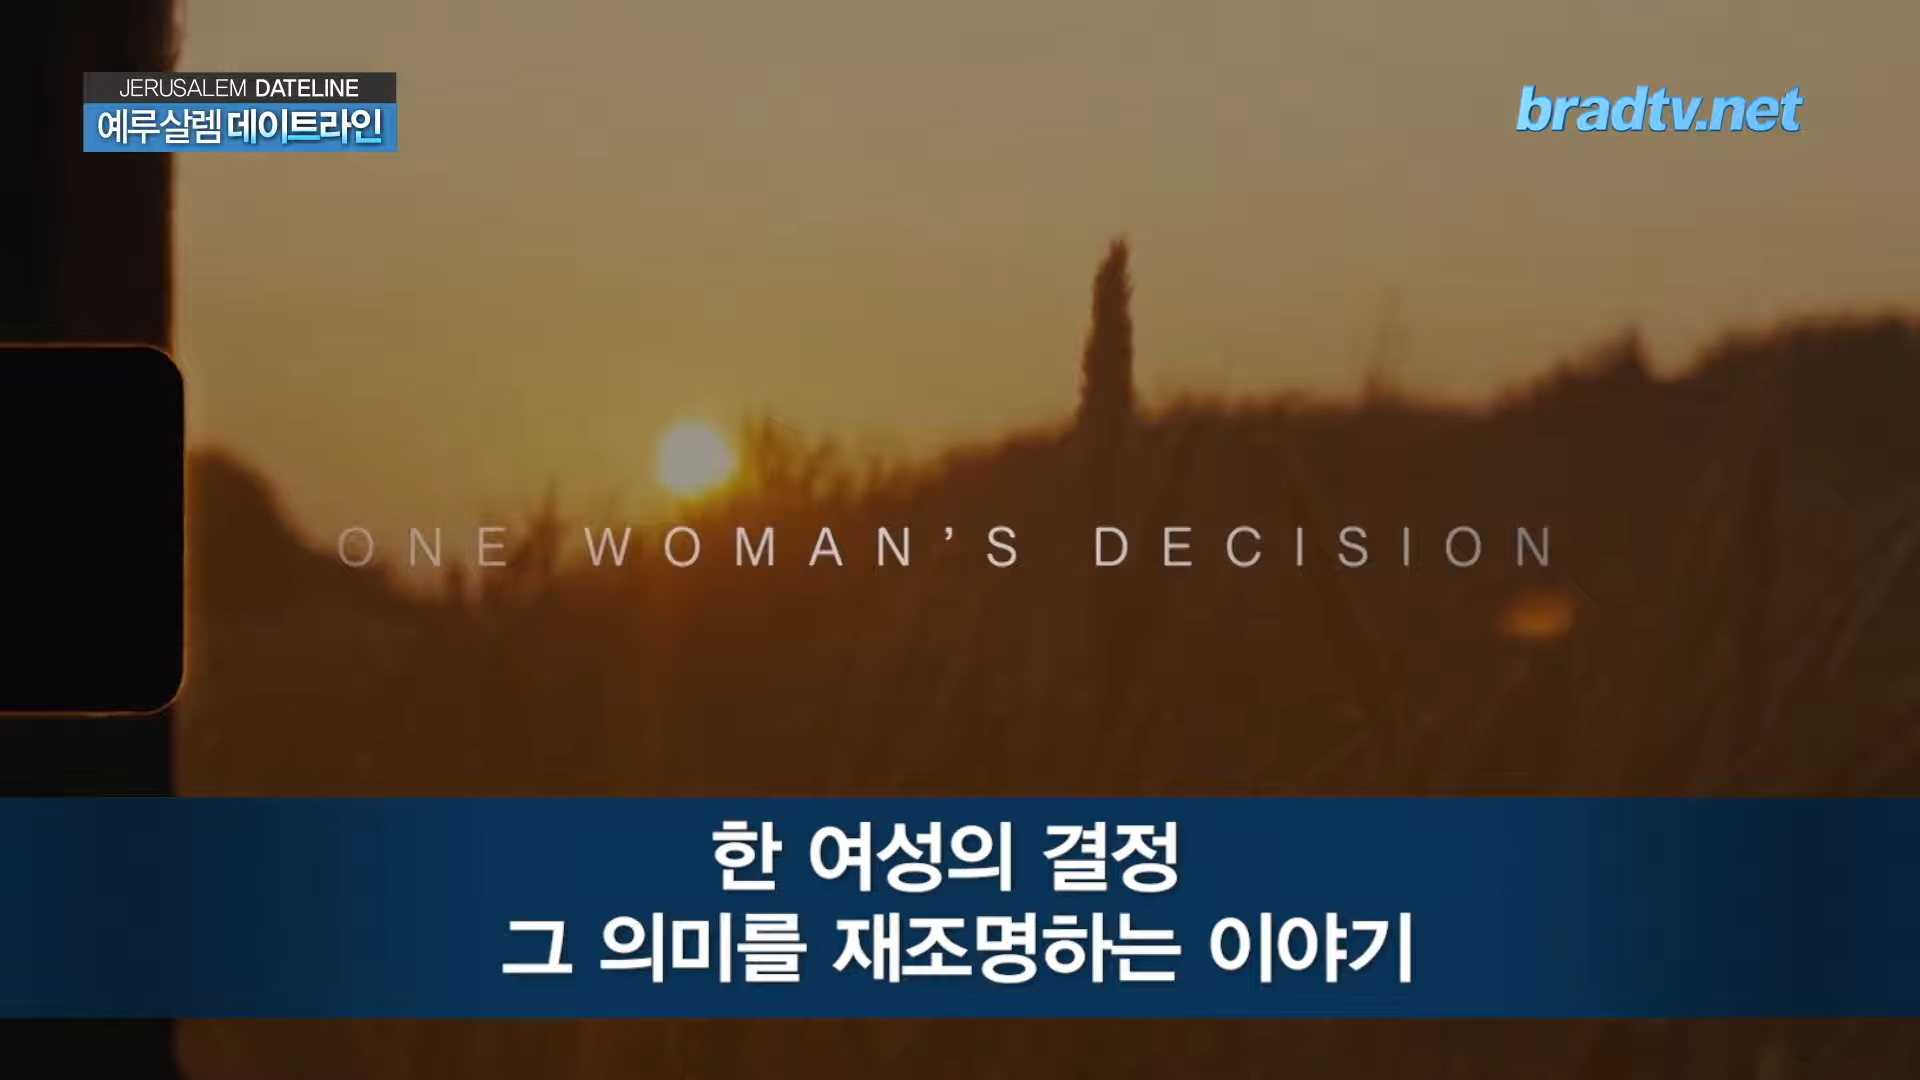 JERUSALEM DATELINE
예루살렘 데이트라인
bradtv.net
ONE WOMAN'S DECISION
한 여성의 결정
그 의미를 재조명하는 이야기